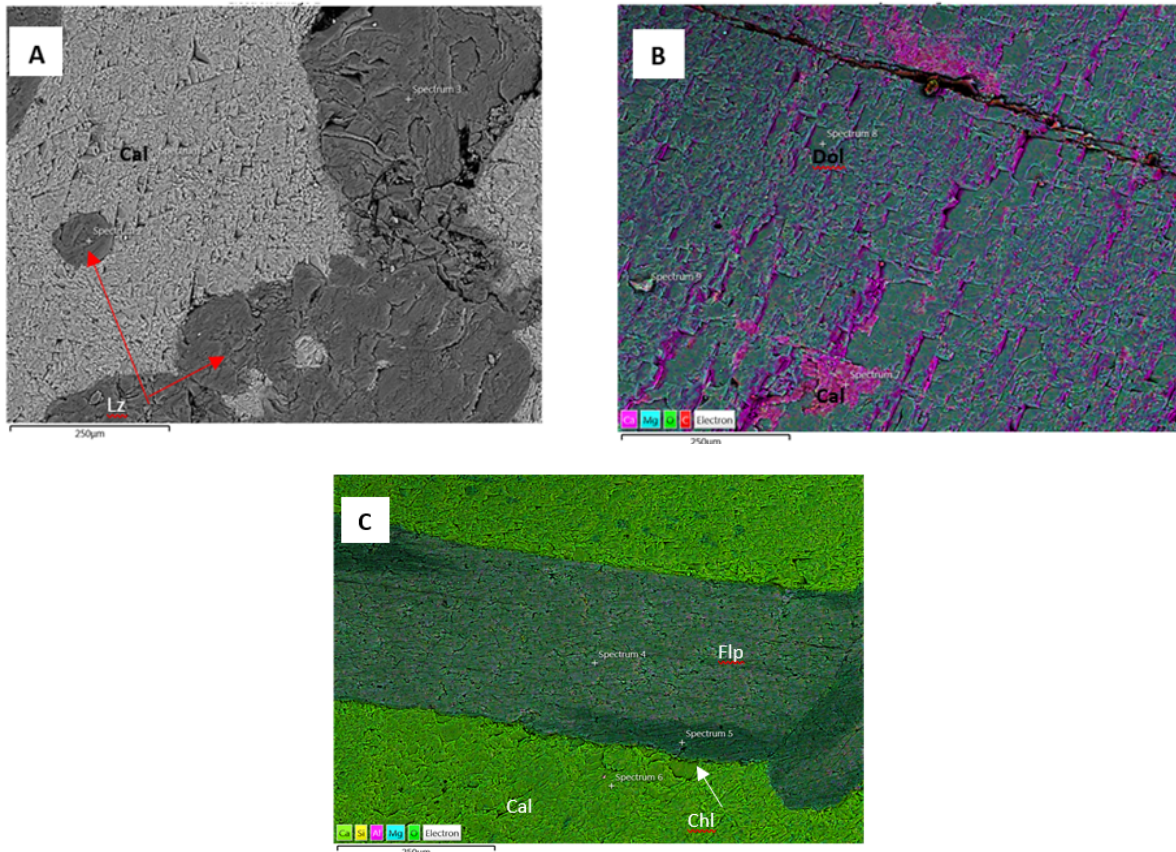 A
Spectrum 3
Cal
Lz
250µm
B
Spectrum 8
Dol
Spectrum 9
Spectrum 7
Cal
Ca Mg O C Electron
250µm
C
Flp
Spectrum 4
Spectrum 5
Spectrum 6
Cal
Chl
Ca Si Al Mg O Electron
250µm